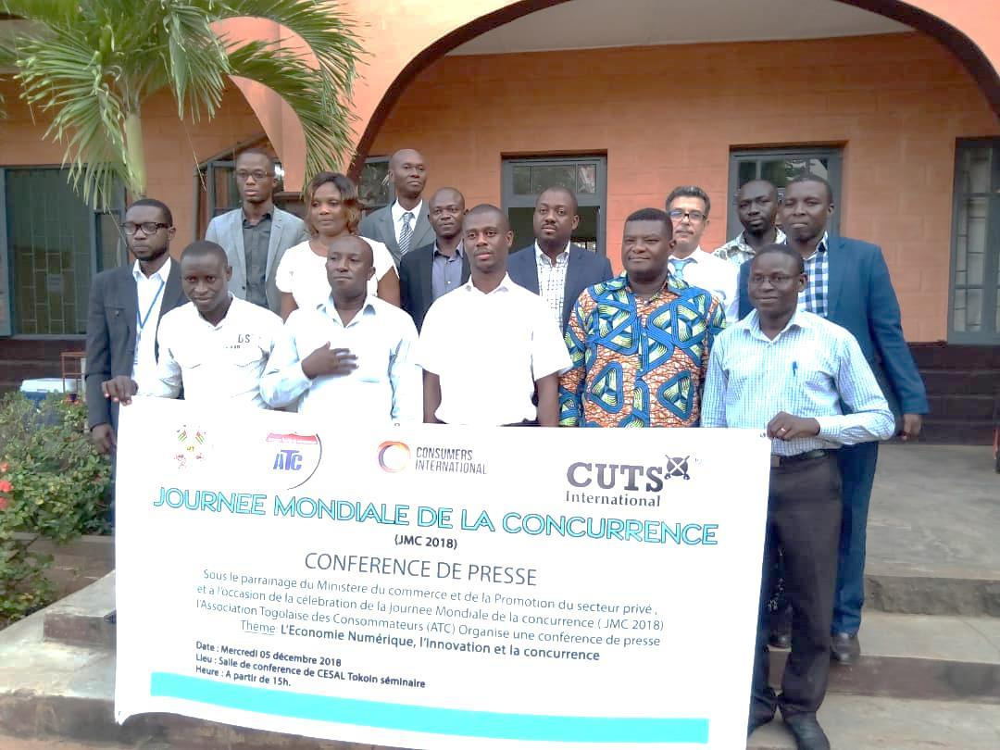 ATC
CONSUMERS
INTERNATIONAL
CUTS
International
JOURNEE MONDIALE DE LA CONCURRENCE
(JMC 2018)
CONFERENCE DE PRESSE
Sous le parrainage du Ministere du commerce et de la Promotion du secteur privé ,
et à l'occasion de la célébration de la Journee Mondiale de la concurrence ( JMC 2018)
l'Association Togolaise des Consommateurs (ATC) Organise une conférence de presse
Thème: L'Economie Numérique, l'Innovation et la concurrence
Date : Mercredi 05 décembre 2018
Lieu : Salle de conference de CESAL Tokoin séminaire
Heure : A partir de 15h.